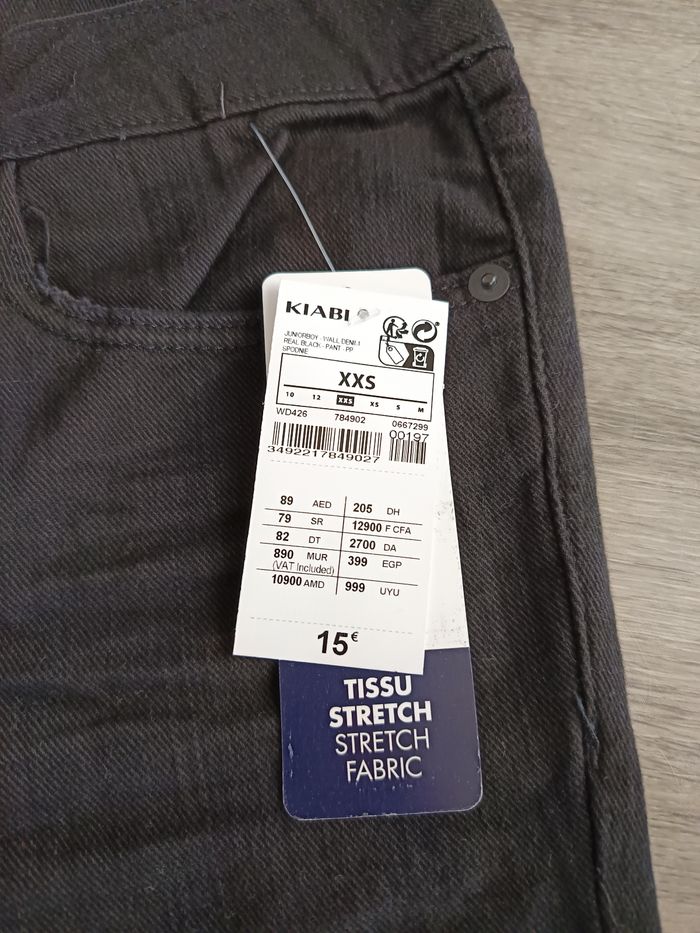 KIABI
JUNIORBOY - WALL DENIM
REAL BLACK - PANT - PP
SPODNIE
XXS
10 12 XXS XS S M
WD426 784902 0667299
00197
3492217849027
89 AED 205 DH
79 SR 12900 F CFA
82 DT 2700 DA
890 MUR 399 EGP
(VAT Included)
10900 AMD 999 UYU
15€
TISSU
STRETCH
STRETCH
FABRIC